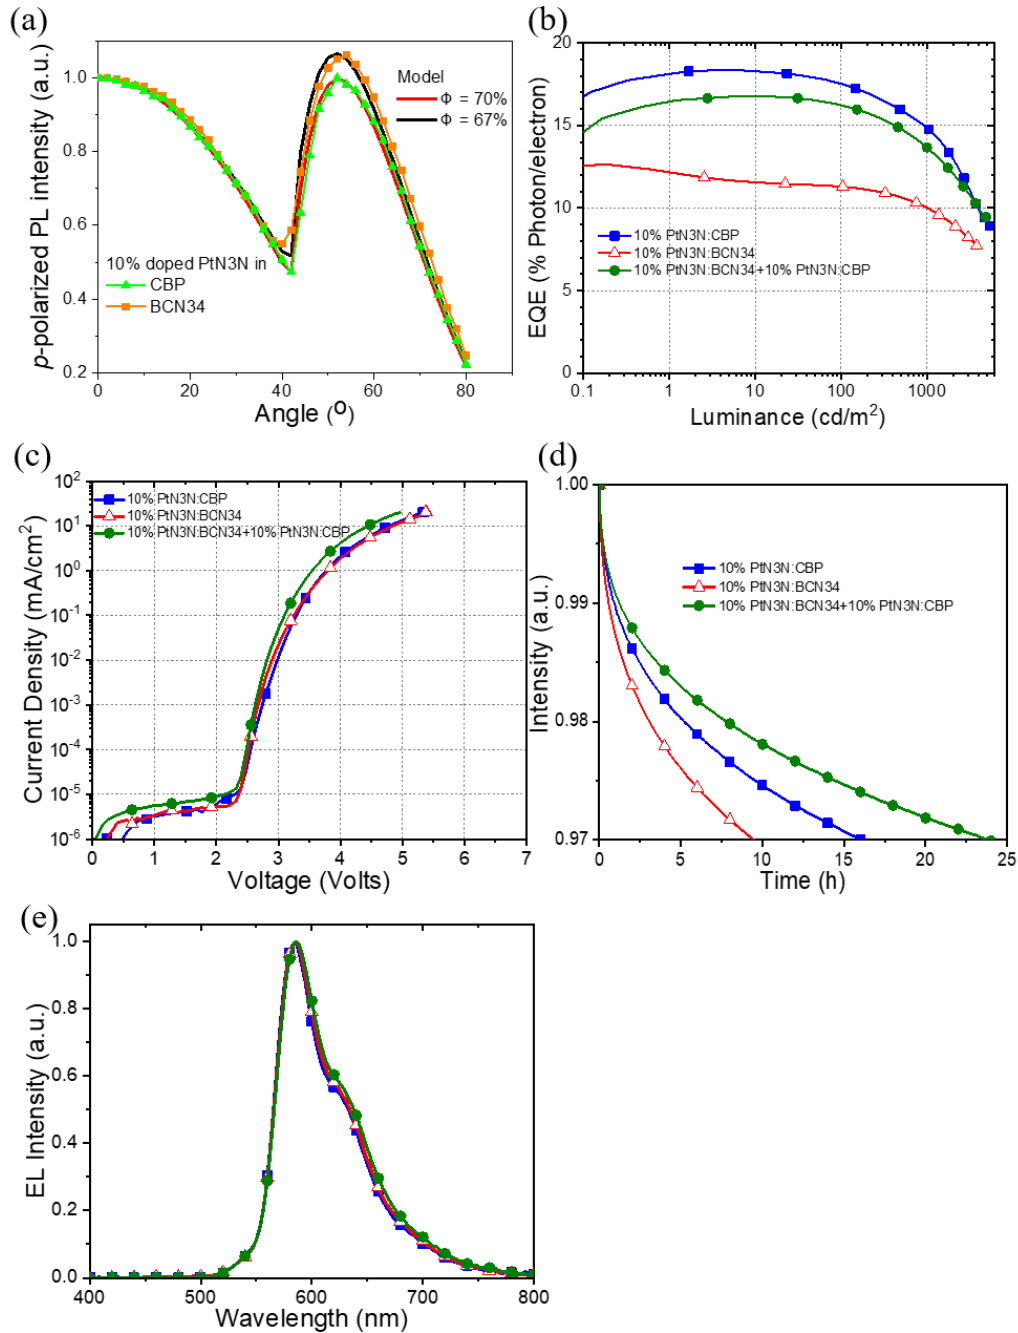 (a)
p-polarized PL intensity (a.u.)
1.0
0.8
0.6
0.4
0.2
0
20
40
60
80
Angle (O)
Model
Φ = 70%
Φ = 67%
10% doped PtN3N in
CBP
BCN34
(b)
EQE (% Photon/electron)
20
15
10
5
0
0.1
1
10
100
1000
Luminance (cd/m²)
10% PtN3N:CBP
10% PtN3N:BCN34
10% PtN3N:BCN34+10% PtN3N:CBP
(c)
Current Density (mA/cm²)
10²
10¹
10⁰
10⁻¹
10⁻²
10⁻³
10⁻⁴
10⁻⁵
10⁻⁶
0
1
2
3
4
5
6
7
Voltage (Volts)
10% PtN3N:CBP
10% PtN3N:BCN34
10% PtN3N:BCN34+10% PtN3N:CBP
(d)
Intensity (a.u.)
1.00
0.99
0.98
0.97
0
5
10
15
20
25
Time (h)
10% PtN3N:CBP
10% PtN3N:BCN34
10% PtN3N:BCN34+10% PtN3N:CBP
(e)
EL Intensity (a.u.)
1.0
0.8
0.6
0.4
0.2
0.0
400
500
600
700
800
Wavelength (nm)